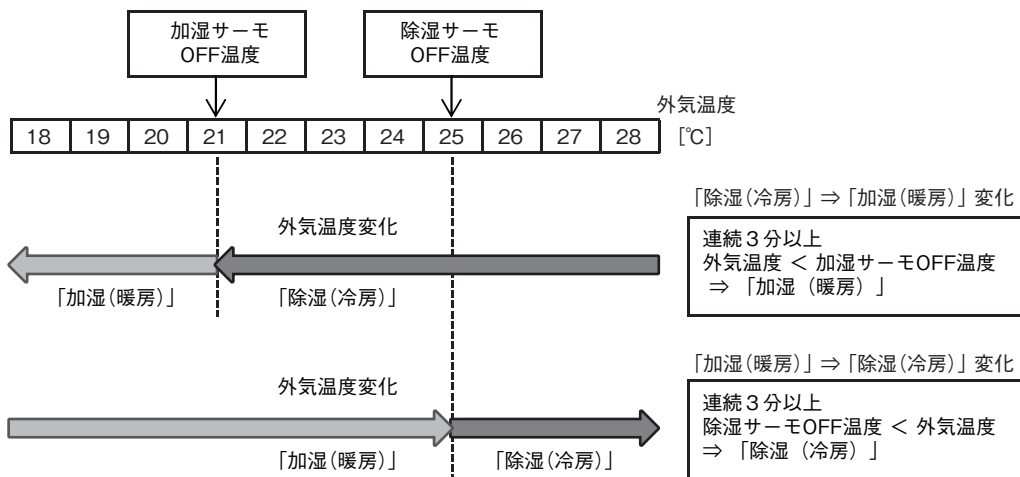 加湿サーモ
OFF温度
除湿サーモ
OFF温度
外気温度
18 19 20 21 22 23 24 25 26 27 28 [℃]
「除湿(冷房)」⇒「加湿(暖房)」変化
外気温度変化
連続３分以上
外気温度 ＜ 加湿サーモOFF温度
⇒ 「加湿（暖房）」
「加湿(暖房)」 「除湿(冷房)」
「加湿(暖房)」⇒「除湿(冷房)」変化
外気温度変化
連続３分以上
除湿サーモOFF温度 ＜ 外気温度
⇒ 「除湿（冷房）」
「加湿(暖房)」 「除湿(冷房)」